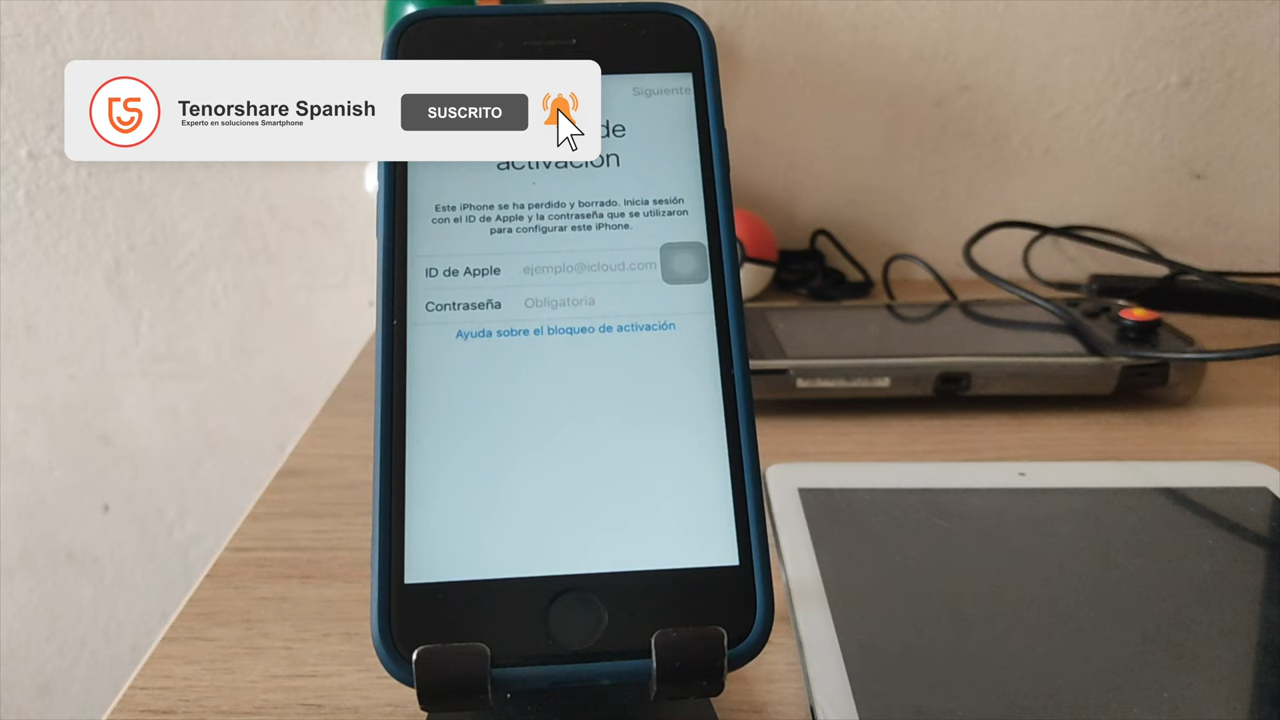 Tenorshare Spanish
Experto en soluciones Smartphone
SUSCRITO
Siguiente
de
activación
Este iPhone se ha perdido y borrado. Inicia sesión
con el ID de Apple y la contraseña que se utilizaron
para configurar este iPhone.
ID de Apple ejemplo@icloud.com
Contraseña Obligatoria
Ayuda sobre el bloqueo de activación